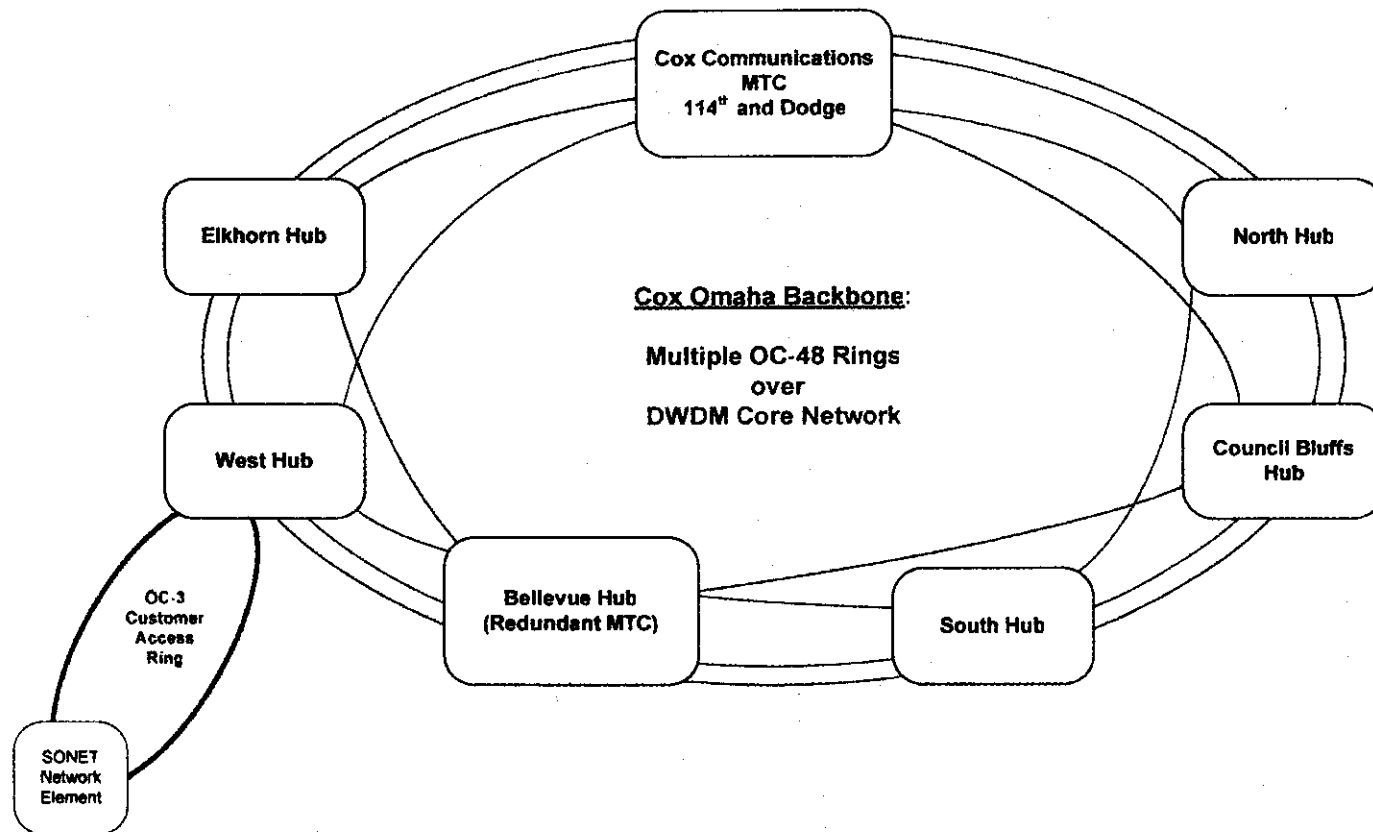 Cox Communications
MTC
114th and Dodge
Elkhorn Hub
North Hub
Cox Omaha Backbone:
Multiple OC-48 Rings
over
DWDM Core Network
West Hub
Council Bluffs
Hub
OC-3
Customer
Access
Ring
Bellevue Hub
(Redundant MTC)
South Hub
SONET
Network
Element